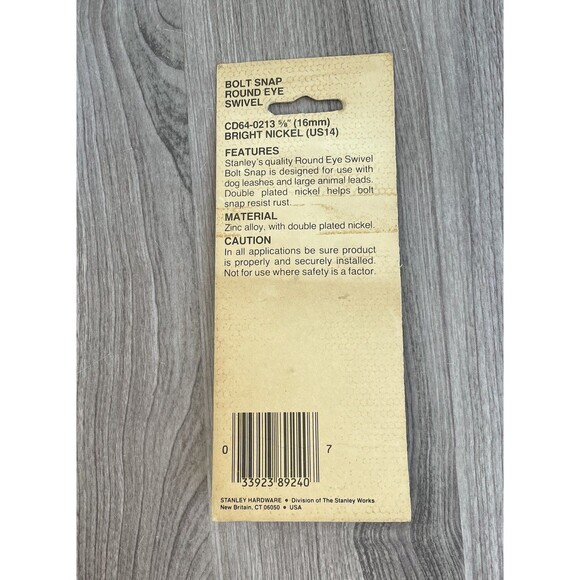 BOLT SNAP
ROUND EYE
SWIVEL
CD64-0213 5/8" (16mm)
BRIGHT NICKEL (US14)
FEATURES
Stanley's quality Round Eye Swivel
Bolt Snap is designed for use with
dog leashes and large animal leads.
Double plated nickel helps bolt
snap resist rust.
MATERIAL
Zinc alloy, with double plated nickel.
CAUTION
In all applications be sure product
is properly and securely installed.
Not for use where safety is a factor.
0 33923 89240 7
STANLEY HARDWARE • Division of The Stanley Works
New Britain, CT 06050 • USA